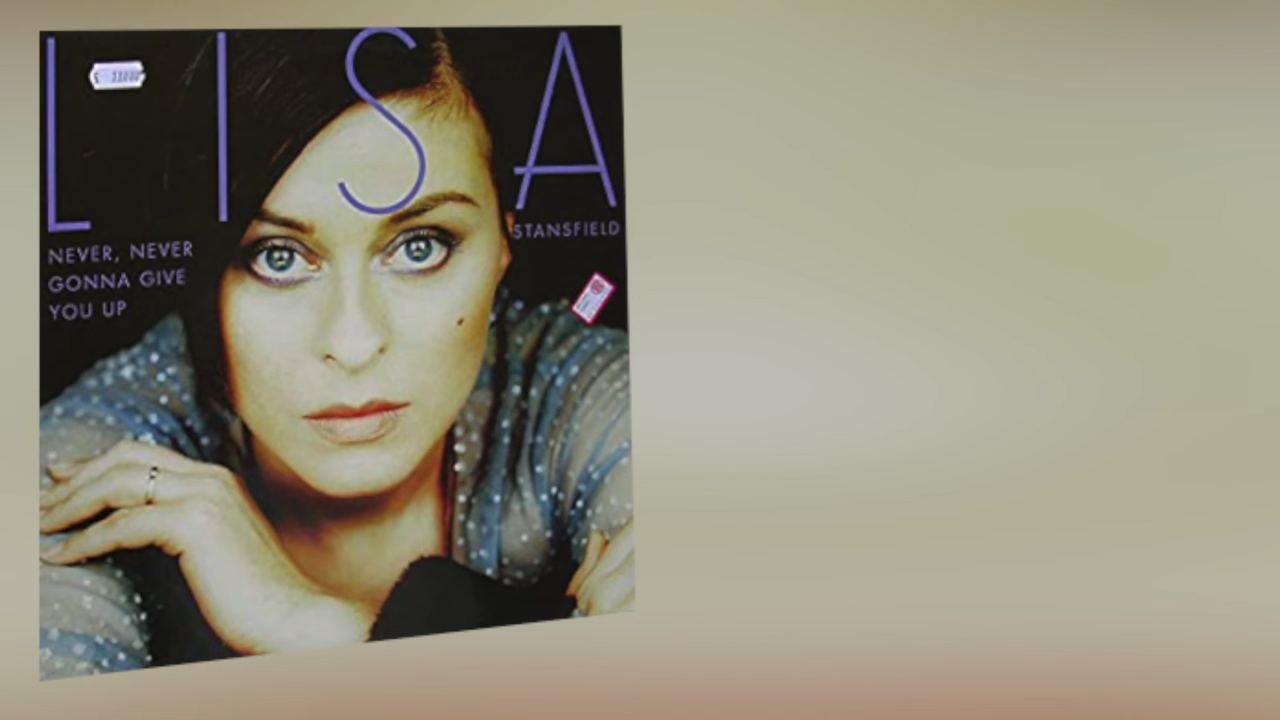 LISA
STANSFIELD
NEVER, NEVER
GONNA GIVE
YOU UP